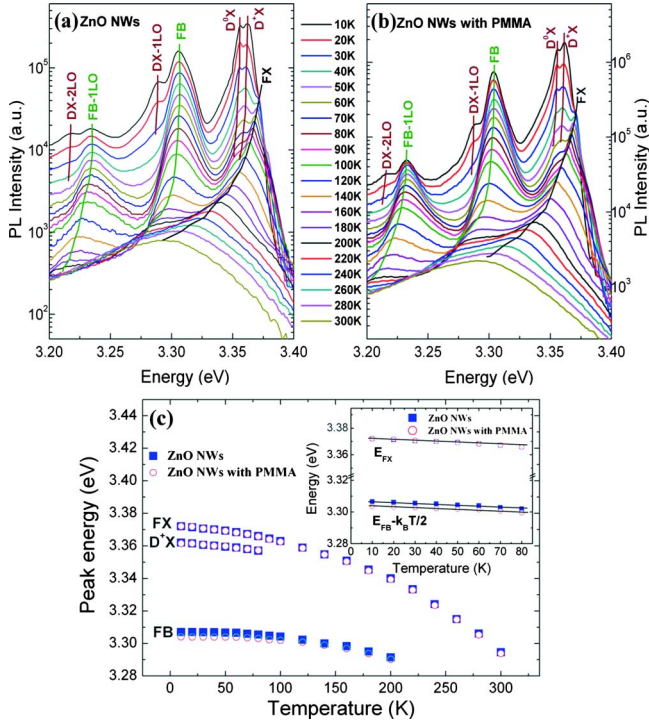 (a) ZnO NWs
FB
D⁰X
D⁺X
DX-1LO
FX
DX-2LO
FB-1LO
PL Intensity (a.u.)
10⁵
10⁴
10³
10²
3.20
3.25
3.30
3.35
3.40
Energy (eV)
10K
20K
30K
40K
50K
60K
70K
80K
90K
100K
120K
140K
160K
180K
200K
220K
240K
260K
280K
300K
(b) ZnO NWs with PMMA
D⁰X
D⁺X
FB
DX-1LO
FX
DX-2LO
FB-1LO
10⁶
10⁵
10⁴
10³
PL Intensity (a.u.)
3.20
3.25
3.30
3.35
3.40
Energy (eV)
(c)
ZnO NWs
ZnO NWs with PMMA
FX
D⁺X
FB
Peak energy (eV)
3.44
3.42
3.40
3.38
3.36
3.34
3.32
3.30
3.28
0
50
100
150
200
250
300
Temperature (K)
ZnO NWs
ZnO NWs with PMMA
E_FX
E_FB-k_BT/2
Energy (eV)
3.38
3.36
3.32
3.30
3.28
10 20 30 40 50 60 70 80
Temperature (K)